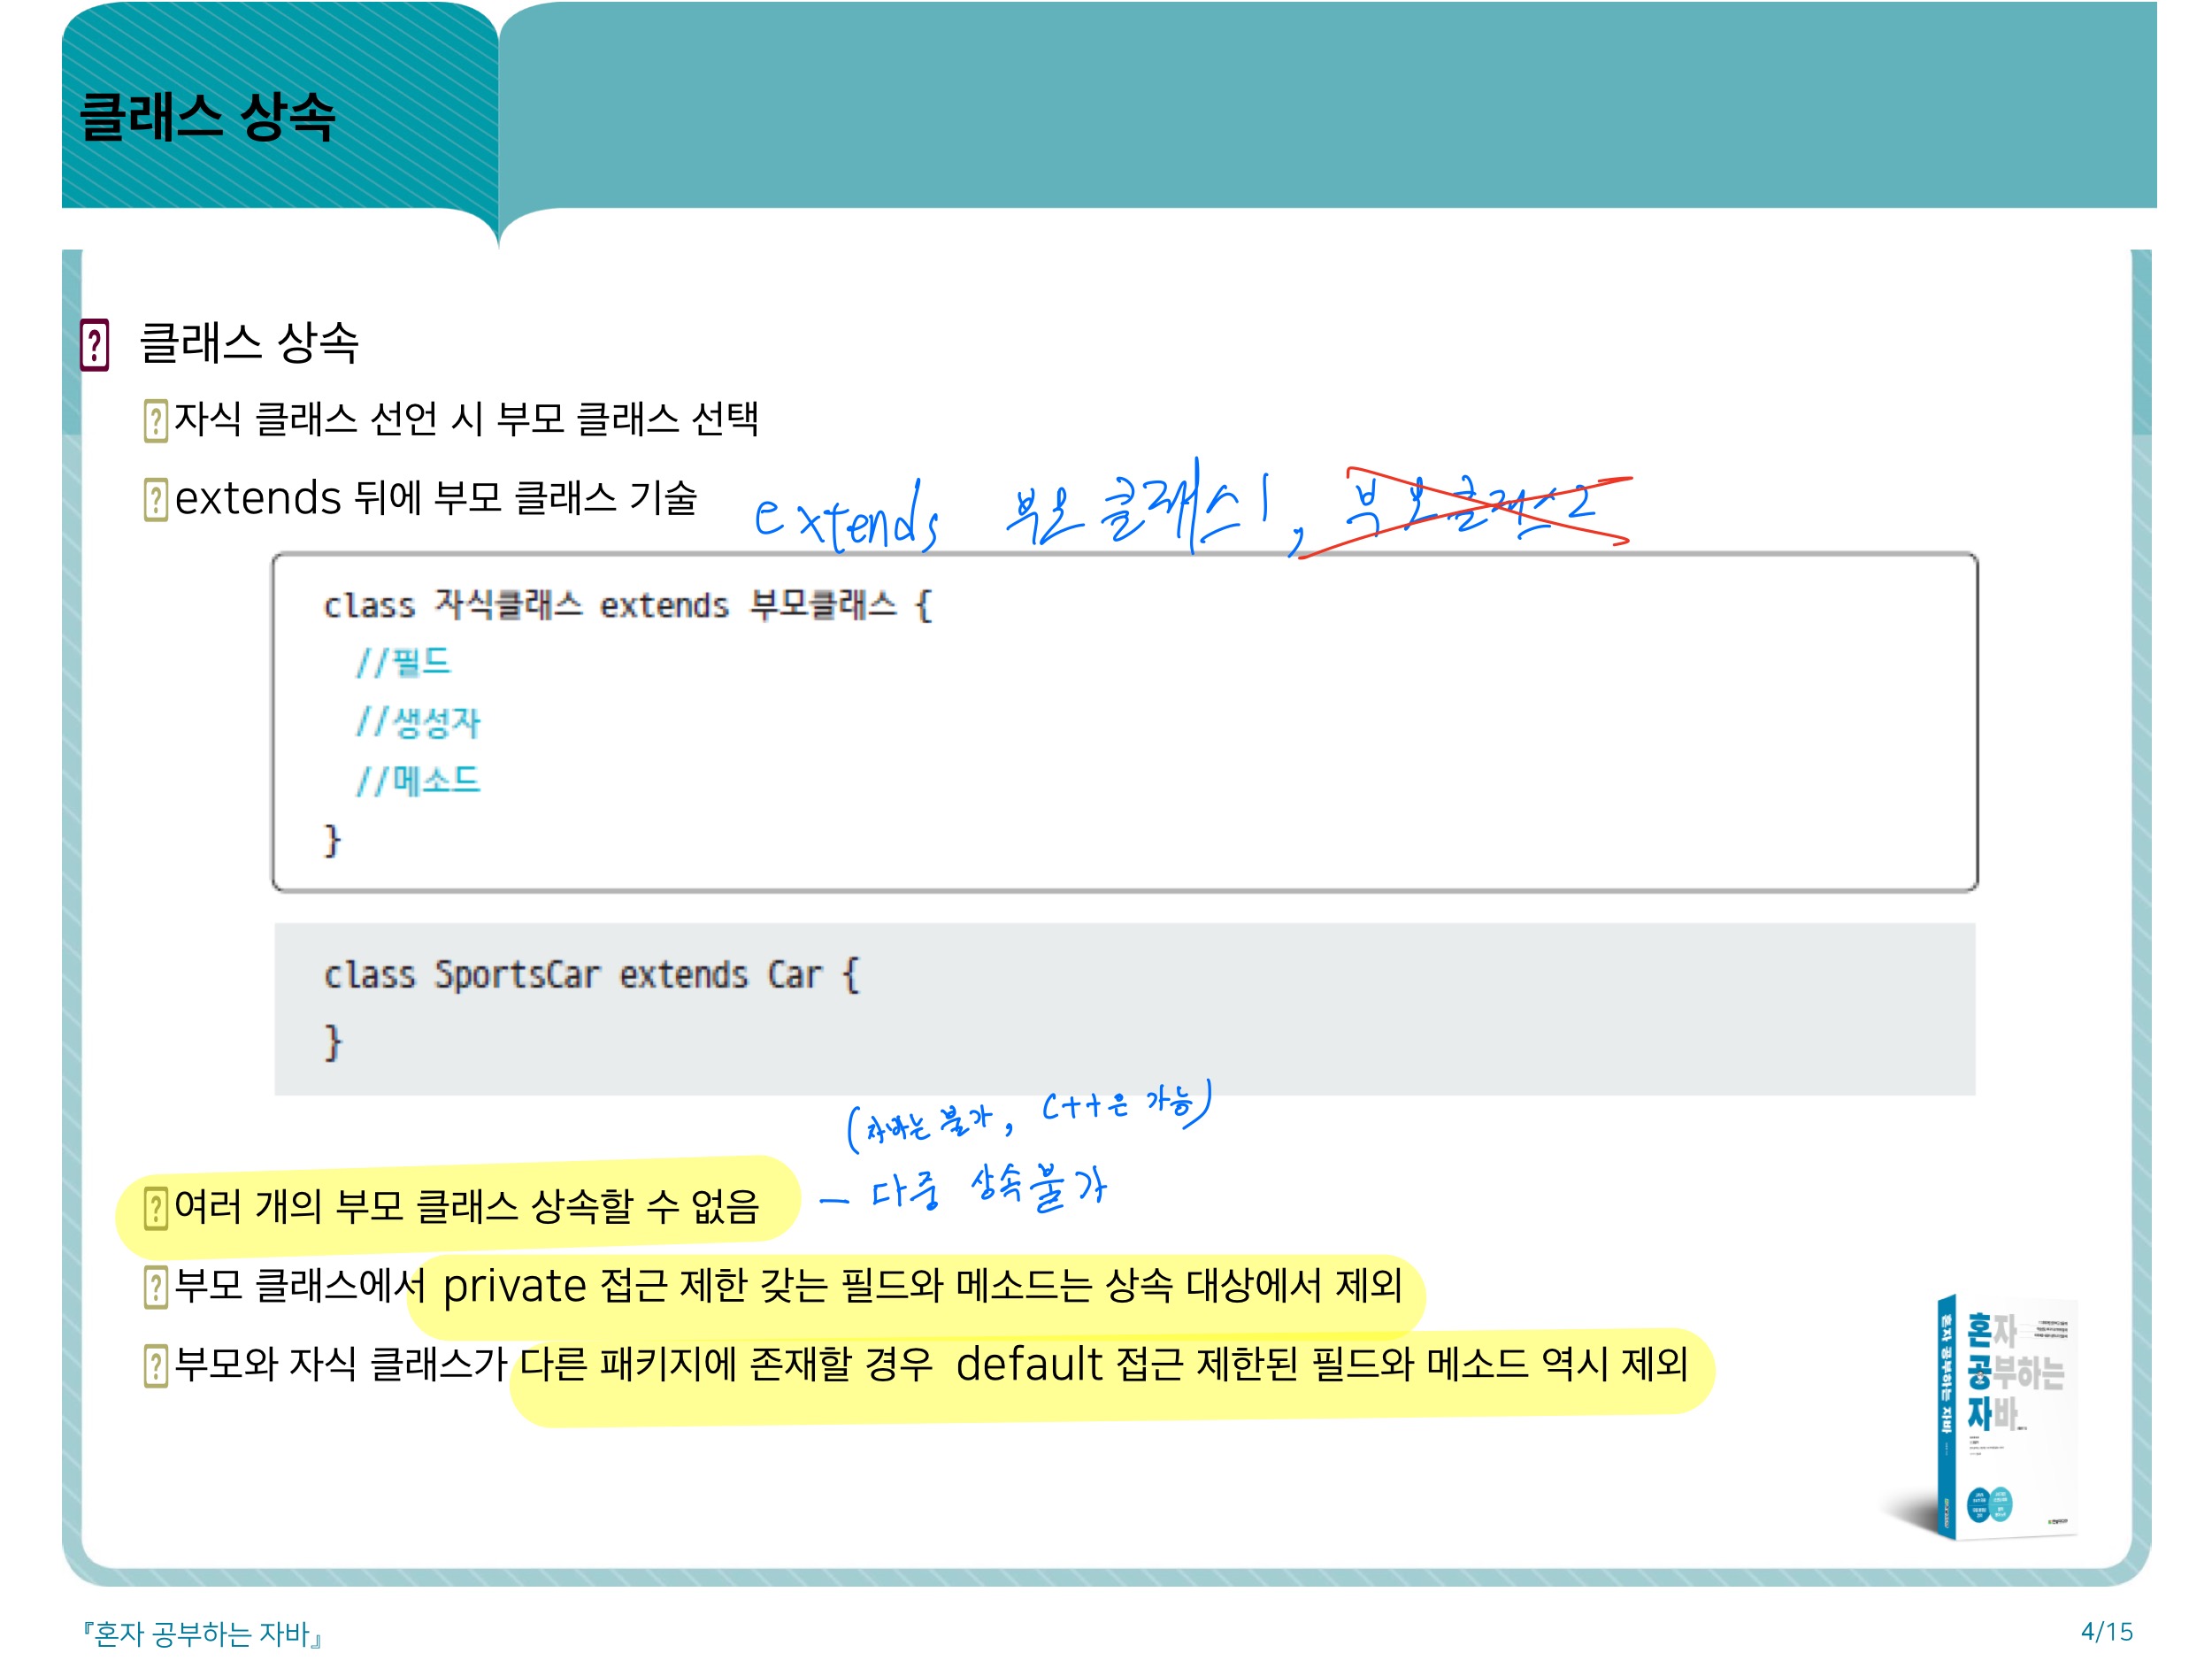 클래스 상속
클래스 상속
자식 클래스 선언 시 부모 클래스 선택
extends 뒤에 부모 클래스 기술
extends 부모클래스1, 부모클래스2
class 자식클래스 extends 부모클래스 {
//필드
//생성자
//메소드
}
class SportsCar extends Car {
}
(자바는 불가, C++은 가능)
여러 개의 부모 클래스 상속할 수 없음 – 다중 상속불가
부모 클래스에서 private 접근 제한 갖는 필드와 메소드는 상속 대상에서 제외
부모와 자식 클래스가 다른 패키지에 존재할 경우 default 접근 제한된 필드와 메소드 역시 제외
혼자 공부하는 자바
혼자
공부하는
자바
『혼자 공부하는 자바』
4/15